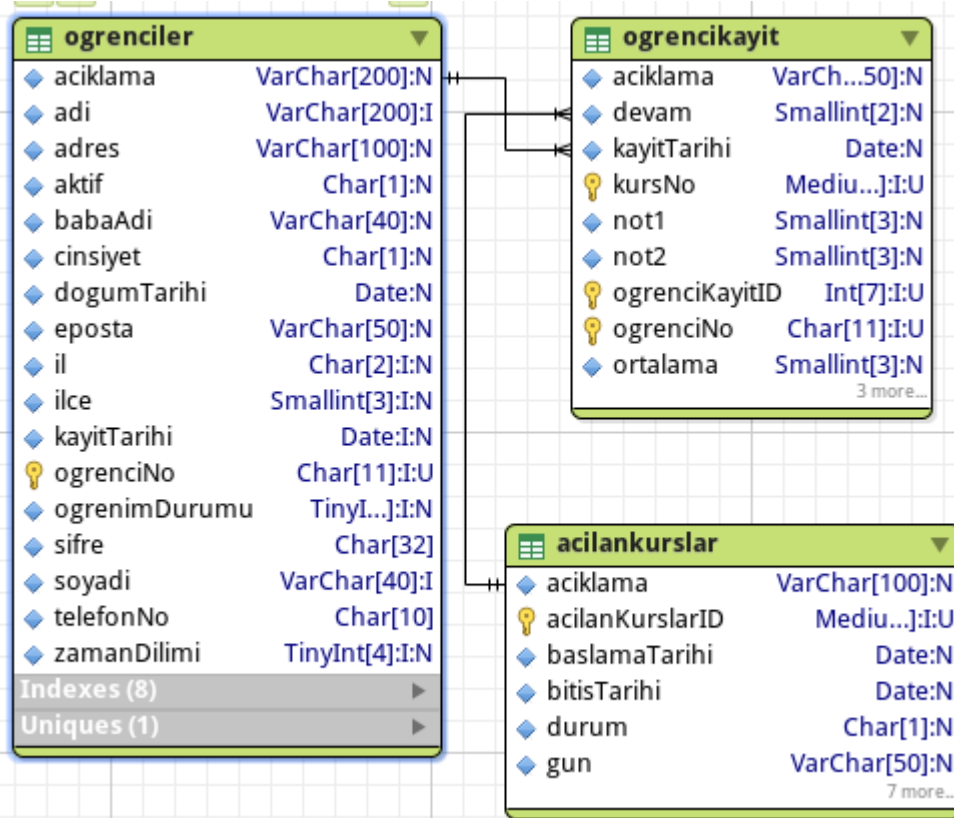 ogrenciler
aciklama VarChar[200]:N
adi VarChar[200]:I
adres VarChar[100]:N
aktif Char[1]:N
babaAdi VarChar[40]:N
cinsiyet Char[1]:N
dogumTarihi Date:N
eposta VarChar[50]:N
il Char[2]:I:N
ilce Smallint[3]:I:N
kayitTarihi Date:I:N
ogrenciNo Char[11]:I:U
ogrenimDurumu TinyI...]:I:N
sifre Char[32]
soyadi VarChar[40]:I
telefonNo Char[10]
zamanDilimi TinyInt[4]:I:N
Indexes (8)
Uniques (1)
ogrencikayit
aciklama VarCh...50]:N
devam Smallint[2]:N
kayitTarihi Date:N
kursNo Mediu...]:I:U
not1 Smallint[3]:N
not2 Smallint[3]:N
ogrenciKayitID Int[7]:I:U
ogrenciNo Char[11]:I:U
ortalama Smallint[3]:N
3 more...
acilankurslar
aciklama VarChar[100]:N
acilanKurslarID Mediu...]:I:U
baslamaTarihi Date:N
bitisTarihi Date:N
durum Char[1]:N
gun VarChar[50]:N
7 more..